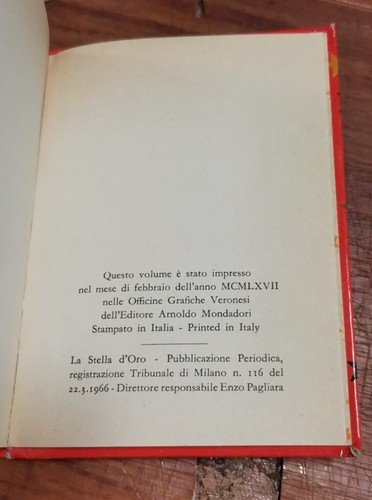 Questo volume è stato impresso
nel mese di febbraio dell'anno MCMLXVII
nelle Officine Grafiche Veronesi
dell'Editore Arnoldo Mondadori
Stampato in Italia - Printed in Italy
La Stella d'Oro - Pubblicazione Periodica,
registrazione Tribunale di Milano n. 116 del
22.3.1966 - Direttore responsabile Enzo Pagliara